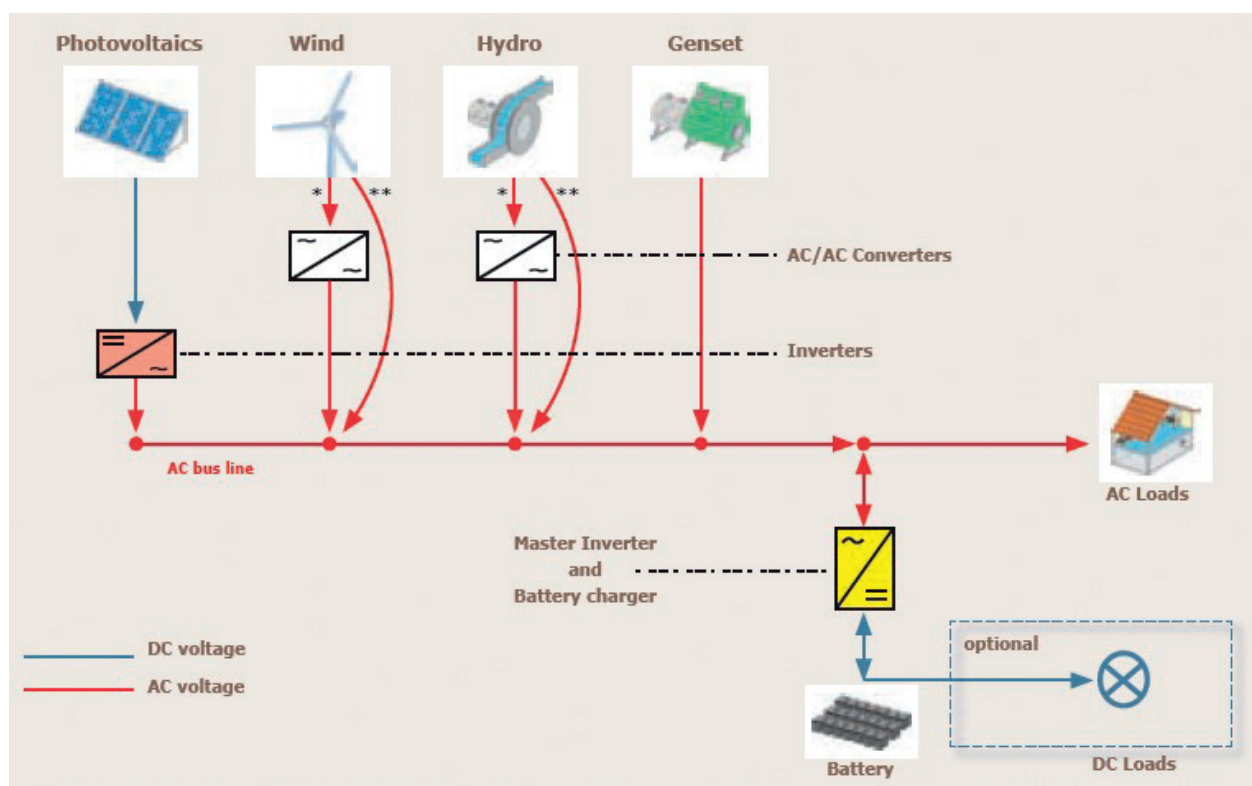 Photovoltaics
Wind
Hydro
Genset
*
**
*
**
~
~
~
~
AC/AC Converters
=
~
Inverters
AC bus line
AC Loads
Master Inverter
and
Battery charger
~
=
DC voltage
AC voltage
optional
Battery
DC Loads